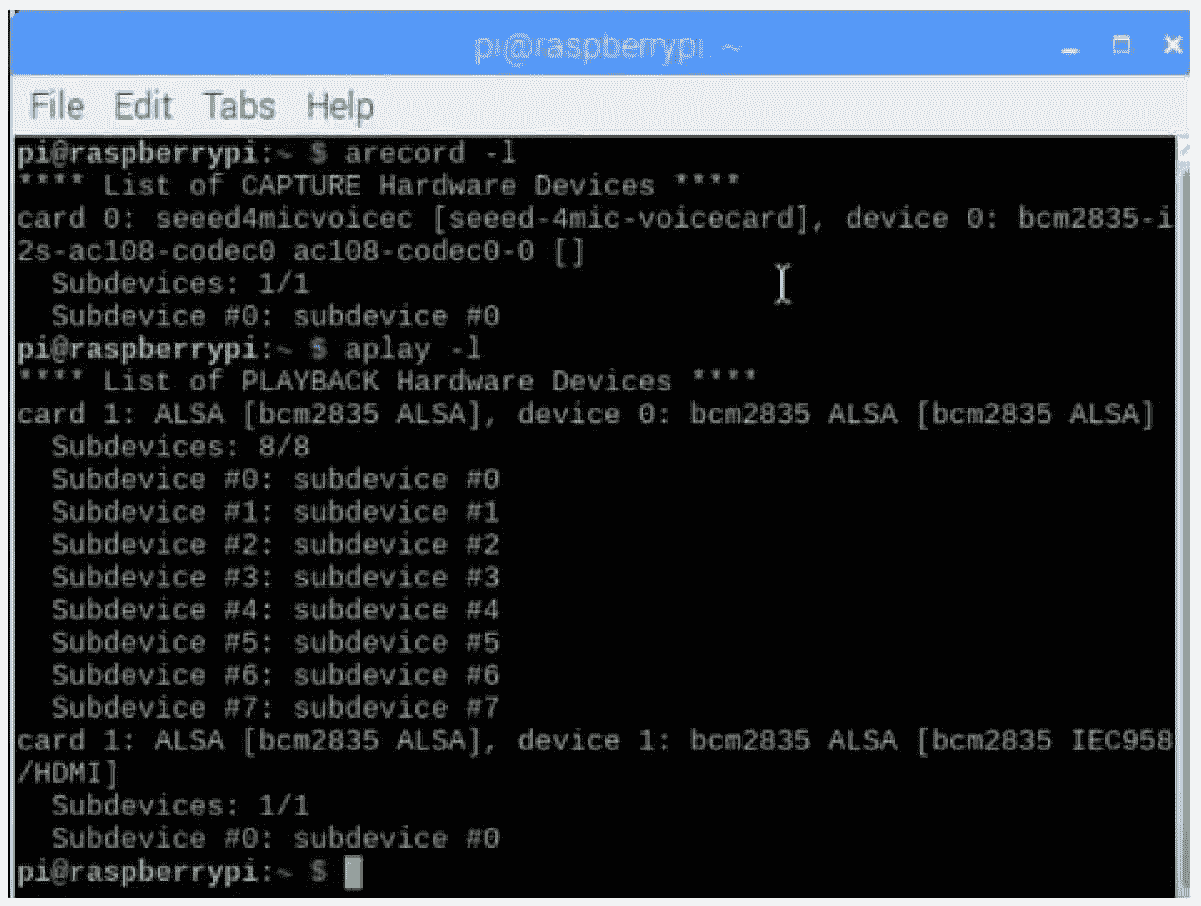 pi@raspberrypi: ~
File Edit Tabs Help
pi@raspberrypi:~ $ arecord -l
**** List of CAPTURE Hardware Devices ****
card 0: seeed4micvoicec [seeed-4mic-voicecard], device 0: bcm2835-i
2s-ac108-codec0 ac108-codec0-0 []
  Subdevices: 1/1
  Subdevice #0: subdevice #0
pi@raspberrypi:~ $ aplay -l
**** List of PLAYBACK Hardware Devices ****
card 1: ALSA [bcm2835 ALSA], device 0: bcm2835 ALSA [bcm2835 ALSA]
  Subdevices: 8/8
  Subdevice #0: subdevice #0
  Subdevice #1: subdevice #1
  Subdevice #2: subdevice #2
  Subdevice #3: subdevice #3
  Subdevice #4: subdevice #4
  Subdevice #5: subdevice #5
  Subdevice #6: subdevice #6
  Subdevice #7: subdevice #7
card 1: ALSA [bcm2835 ALSA], device 1: bcm2835 ALSA [bcm2835 IEC958
/HDMI]
  Subdevices: 1/1
  Subdevice #0: subdevice #0
pi@raspberrypi:~ $